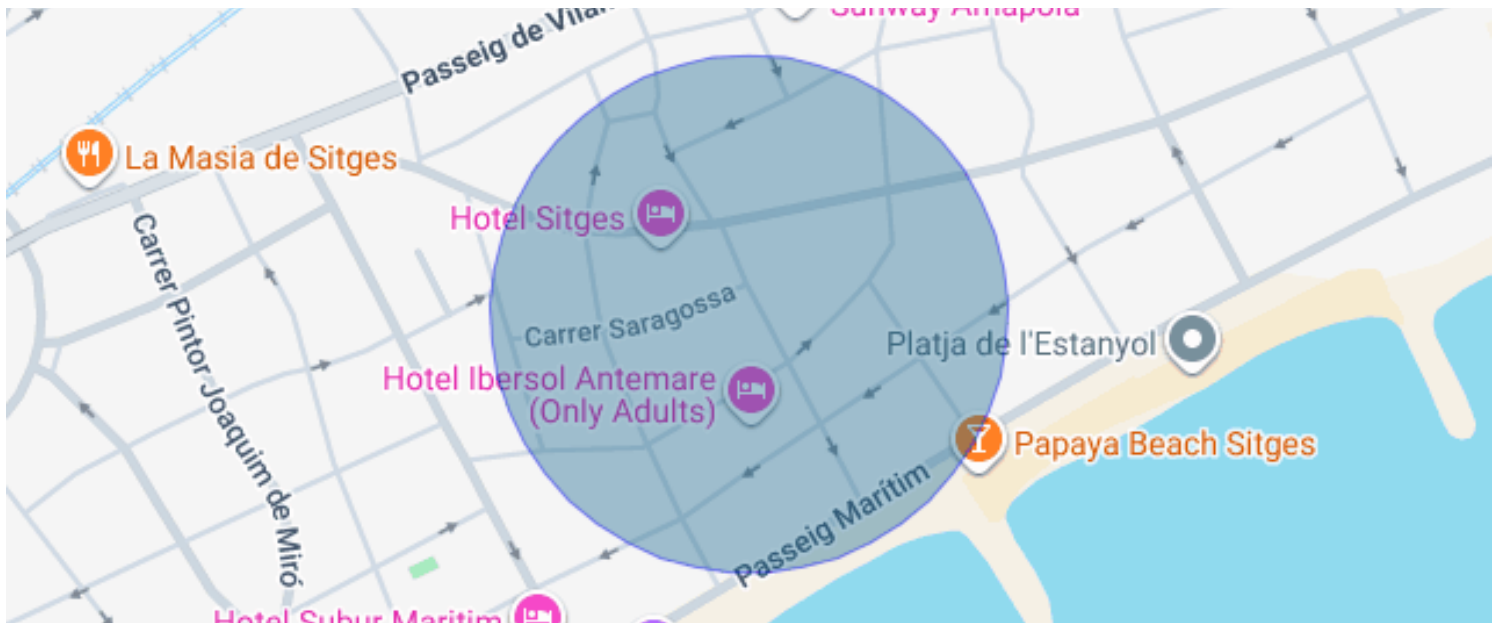 Sunway Amapola
Passeig de Vilan
La Masia de Sitges
Hotel Sitges
Carrer Pintor Joaquim de Miró
Carrer Saragossa
Platja de l'Estanyol
Hotel Ibersol Antemare
(Only Adults)
Papaya Beach Sitges
Passeig Marítim
Hotel Subur Maritim